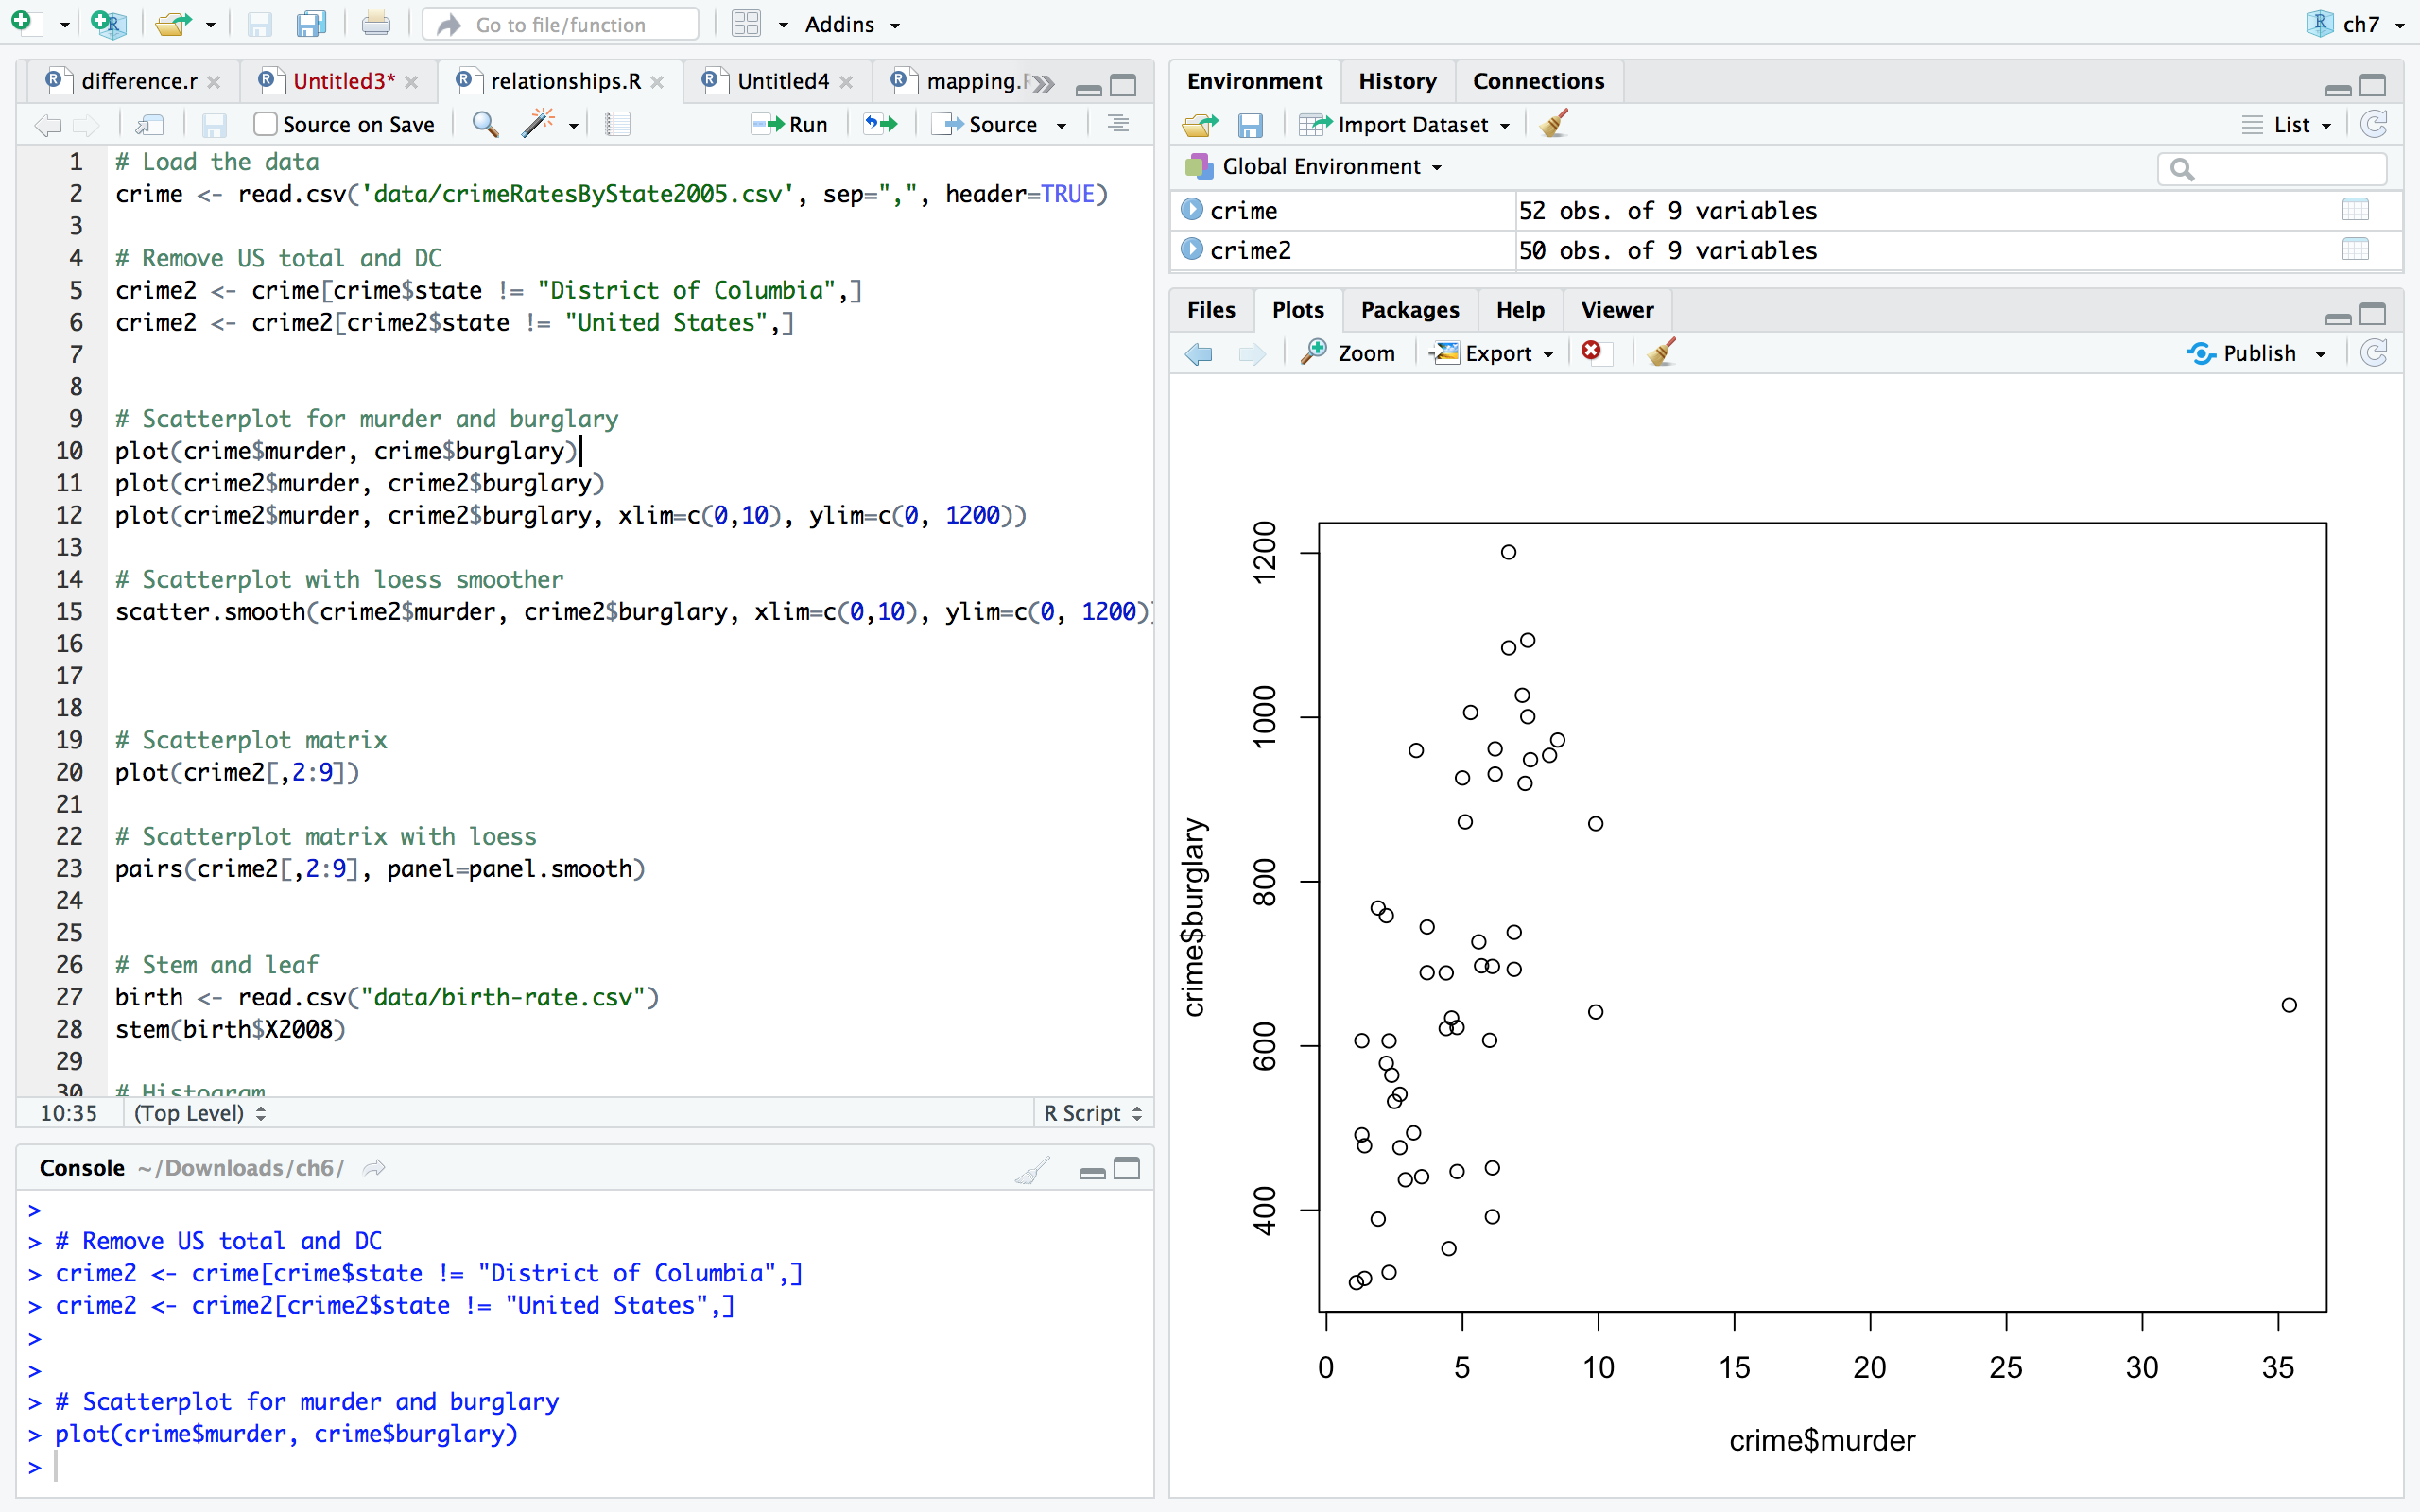 Go to file/function
Addins
ch7
difference.r
Untitled3*
relationships.R
Untitled4
mapping.
Source on Save
Run
Source
1 # Load the data
2 crime <- read.csv('data/crimeRatesByState2005.csv', sep=",", header=TRUE)
3
4 # Remove US total and DC
5 crime2 <- crime[crime$state != "District of Columbia",]
6 crime2 <- crime2[crime2$state != "United States",]
7
8
9 # Scatterplot for murder and burglary
10 plot(crime$murder, crime$burglary)
11 plot(crime2$murder, crime2$burglary)
12 plot(crime2$murder, crime2$burglary, xlim=c(0,10), ylim=c(0, 1200))
13
14 # Scatterplot with loess smoother
15 scatter.smooth(crime2$murder, crime2$burglary, xlim=c(0,10), ylim=c(0, 1200)
16
17
18
19 # Scatterplot matrix
20 plot(crime2[,2:9])
21
22 # Scatterplot matrix with loess
23 pairs(crime2[,2:9], panel=panel.smooth)
24
25
26 # Stem and leaf
27 birth <- read.csv("data/birth-rate.csv")
28 stem(birth$X2008)
29
30 # Histogram
10:35 (Top Level) R Script
Console ~/Downloads/ch6/
>
> # Remove US total and DC
> crime2 <- crime[crime$state != "District of Columbia",]
> crime2 <- crime2[crime2$state != "United States",]
>
>
> # Scatterplot for murder and burglary
> plot(crime$murder, crime$burglary)
>
Environment History Connections
Import Dataset
List
Global Environment
crime 52 obs. of 9 variables
crime2 50 obs. of 9 variables
Files Plots Packages Help Viewer
Zoom Export Publish
1200
1000
800
600
400
crime$burglary
0 5 10 15 20 25 30 35
crime$murder